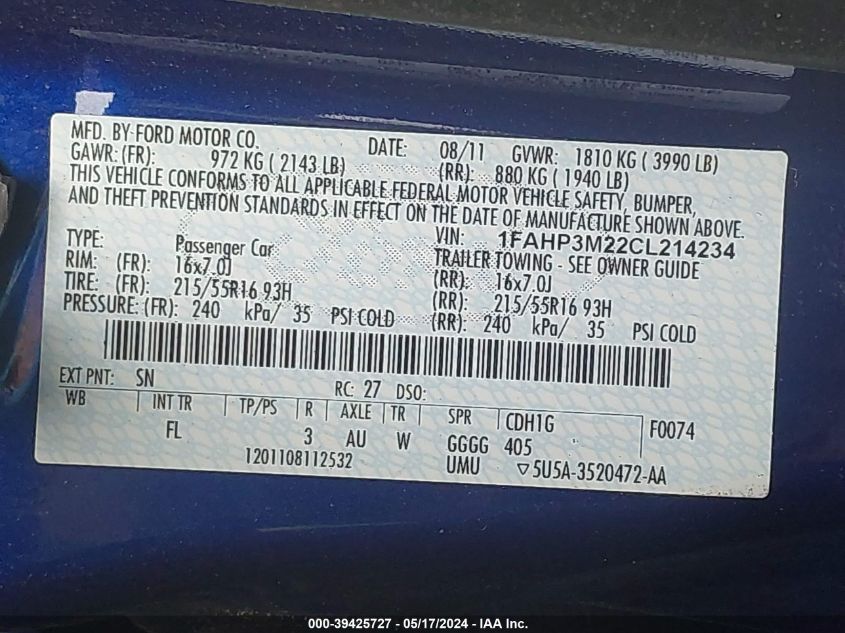 MFD. BY FORD MOTOR CO. DATE: 08/11 GVWR: 1810 KG ( 3990 LB)
GAWR: (FR): 972 KG ( 2143 LB) (RR): 880 KG ( 1940 LB)
THIS VEHICLE CONFORMS TO ALL APPLICABLE FEDERAL MOTOR VEHICLE SAFETY, BUMPER,
AND THEFT PREVENTION STANDARDS IN EFFECT ON THE DATE OF MANUFACTURE SHOWN ABOVE.
VIN: 1FAHP3M22CL214234
TYPE: Passenger Car TRAILER TOWING - SEE OWNER GUIDE
RIM: (FR): 16x7.0J (RR): 16x7.0J
TIRE: (FR): 215/55R16 93H (RR): 215/55R16 93H
PRESSURE: (FR): 240 kPa/ 35 PSI COLD (RR): 240 kPa/ 35 PSI COLD
EXT PNT: SN RC: 27 DSO:
WB INT TR TP/PS R AXLE TR SPR CDH1G F0074
FL 3 AU W GGGG 405
1201108112532 UMU ▽5U5A-3520472-AA
000-39425727 - 05/17/2024 - IAA Inc.